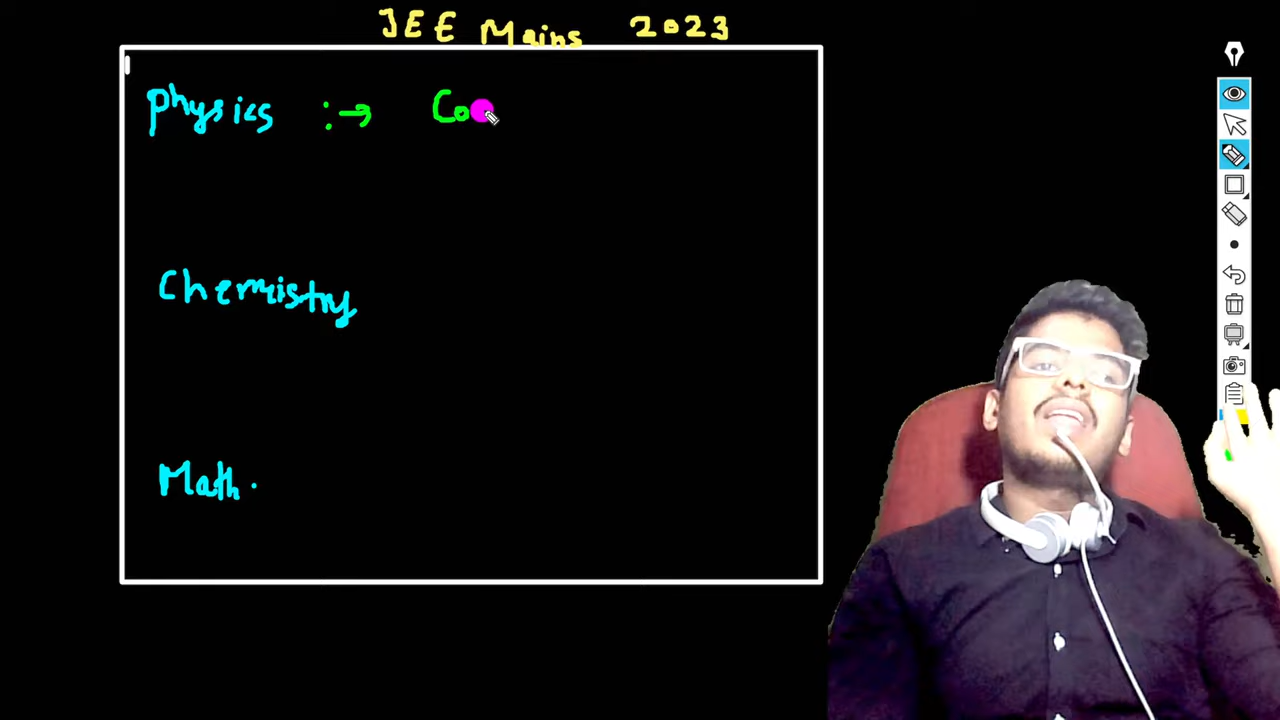 JEE Mains 2023
Physics :→ Co
Chemistry
Math.